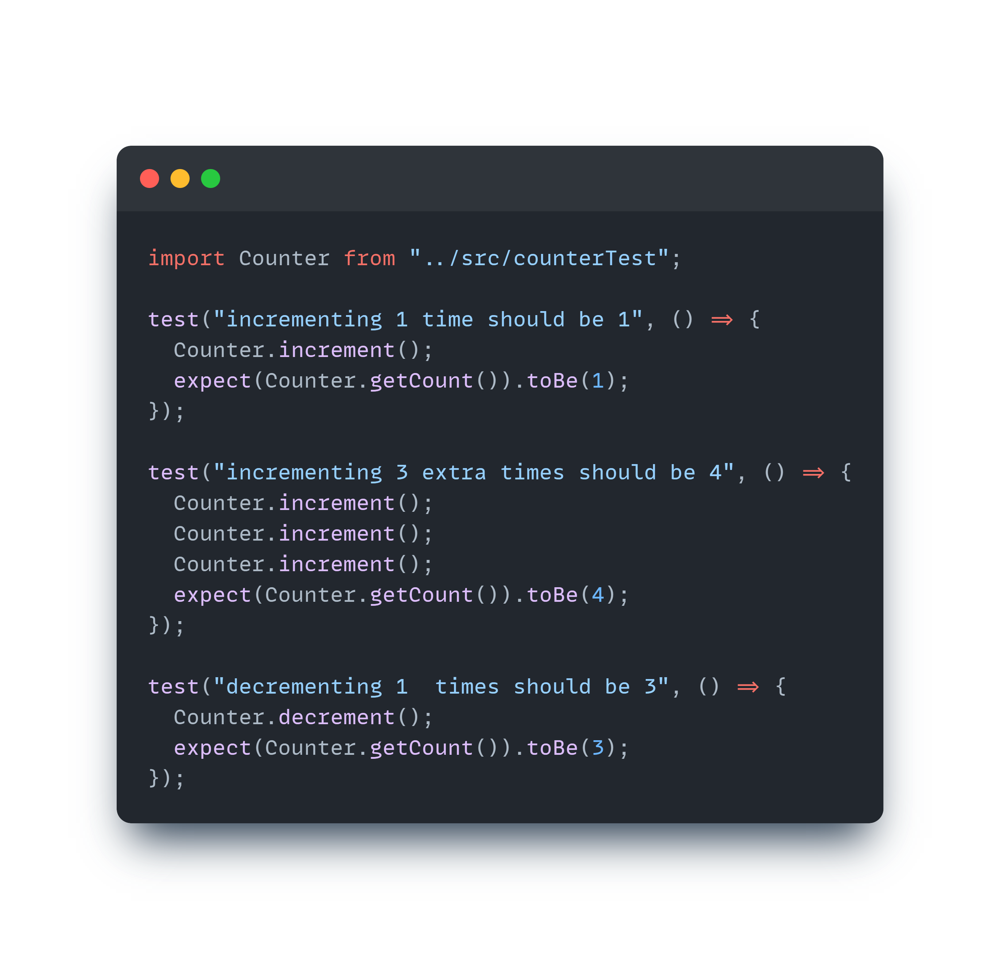 import Counter from "../src/counterTest";

test("incrementing 1 time should be 1", () => {
  Counter.increment();
  expect(Counter.getCount()).toBe(1);
});

test("incrementing 3 extra times should be 4", () => {
  Counter.increment();
  Counter.increment();
  Counter.increment();
  expect(Counter.getCount()).toBe(4);
});

test("decrementing 1  times should be 3", () => {
  Counter.decrement();
  expect(Counter.getCount()).toBe(3);
});